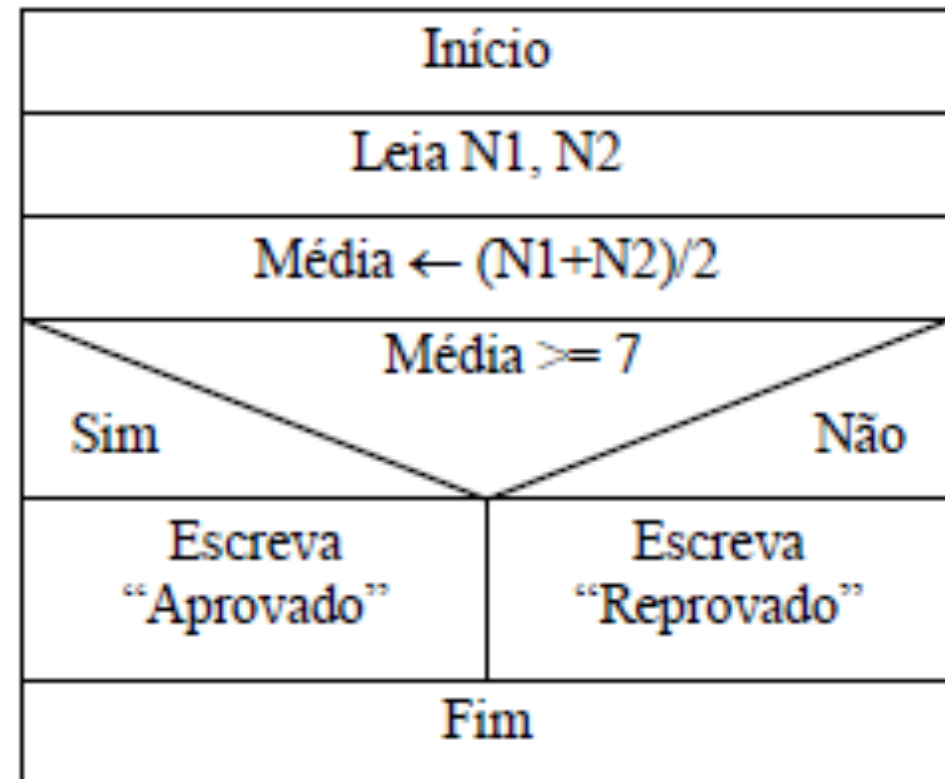 Início
Leia N1, N2
Média ← (N1+N2)/2
Média >= 7
Sim
Não
Escreva
“Aprovado”
Escreva
“Reprovado”
Fim